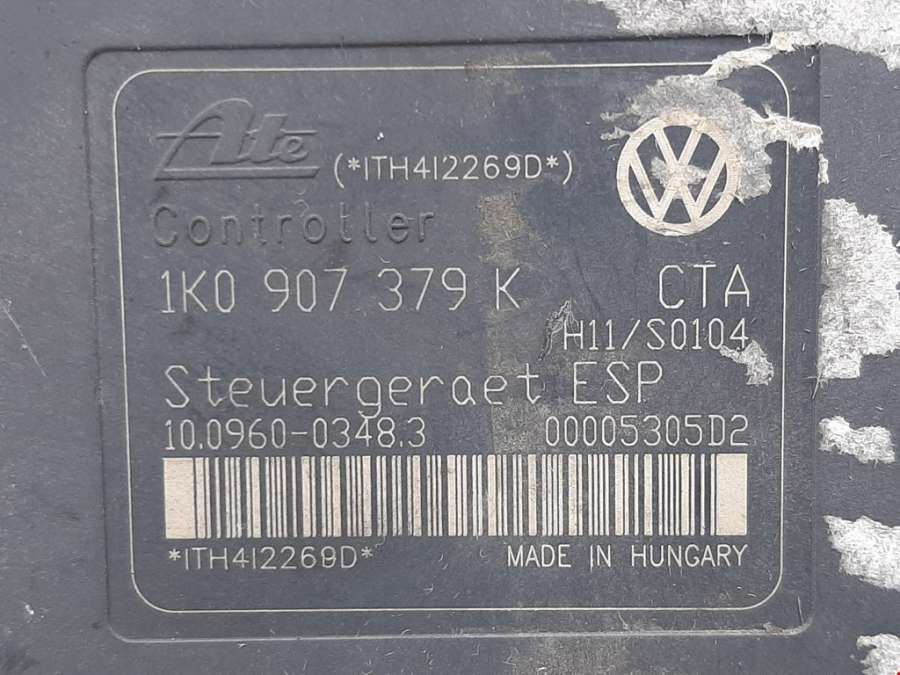 Ate (*ITH4I2269D*)
Controller
1K0 907 379 K CTA
H11/S0104
Steuergeraet ESP
10.0960-0348.3 00005305D2
*ITH4I2269D* MADE IN HUNGARY